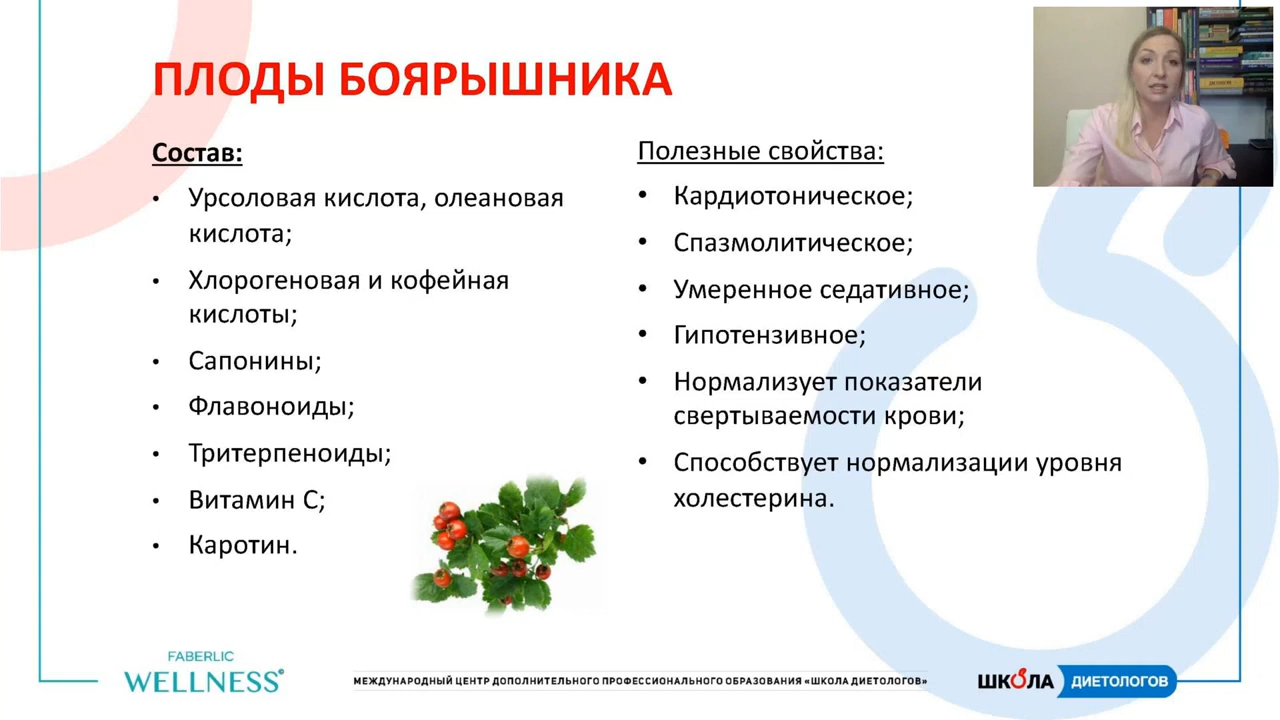 ПЛОДЫ БОЯРЫШНИКА
Состав:
• Урсоловая кислота, олеановая
кислота;
• Хлорогеновая и кофейная
кислоты;
• Сапонины;
• Флавоноиды;
• Тритерпеноиды;
• Витамин С;
• Каротин.
Полезные свойства:
• Кардиотоническое;
• Спазмолитическое;
• Умеренное седативное;
• Гипотензивное;
• Нормализует показатели
свертываемости крови;
• Способствует нормализации уровня
холестерина.
FABERLIC
WELLNESS©
МЕЖДУНАРОДНЫЙ ЦЕНТР ДОПОЛНИТЕЛЬНОГО ПРОФЕССИОНАЛЬНОГО ОБРАЗОВАНИЯ «ШКОЛА ДИЕТОЛОГОВ»
ШКОЛА ДИЕТОЛОГОВ